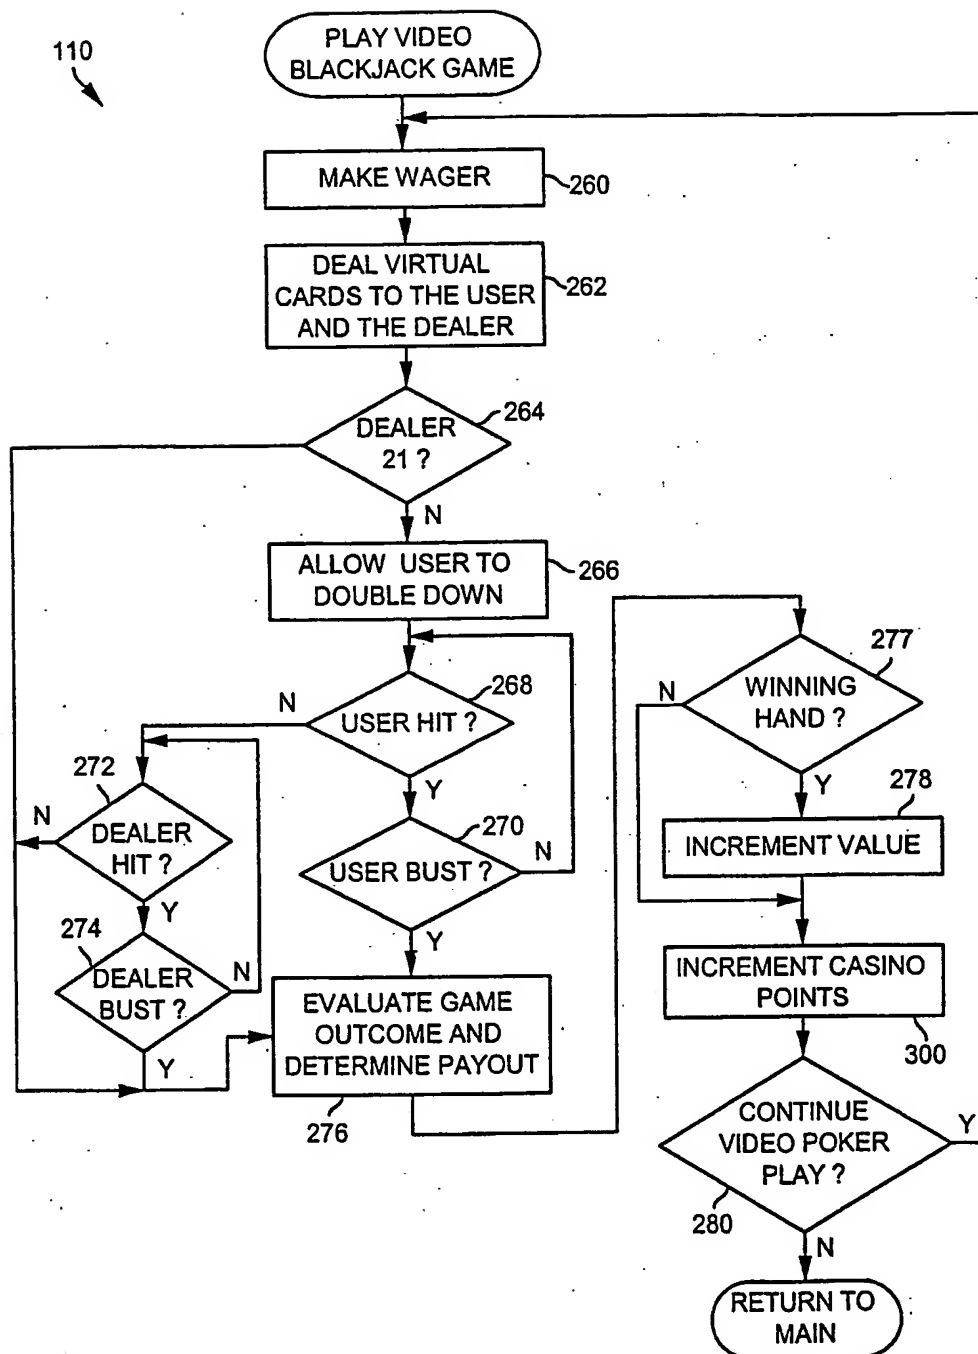 110
PLAY VIDEO
BLACKJACK GAME
MAKE WAGER
260
DEAL VIRTUAL
CARDS TO THE USER
AND THE DEALER
262
DEALER
21 ?
264
N
ALLOW USER TO
DOUBLE DOWN
266
USER HIT ?
268
N
Y
USER BUST ?
270
N
Y
DEALER
HIT ?
272
N
Y
DEALER
BUST ?
274
N
Y
EVALUATE GAME
OUTCOME AND
DETERMINE PAYOUT
276
WINNING
HAND ?
277
N
Y
INCREMENT VALUE
278
INCREMENT CASINO
POINTS
300
CONTINUE
VIDEO POKER
PLAY ?
280
Y
N
RETURN TO
MAIN